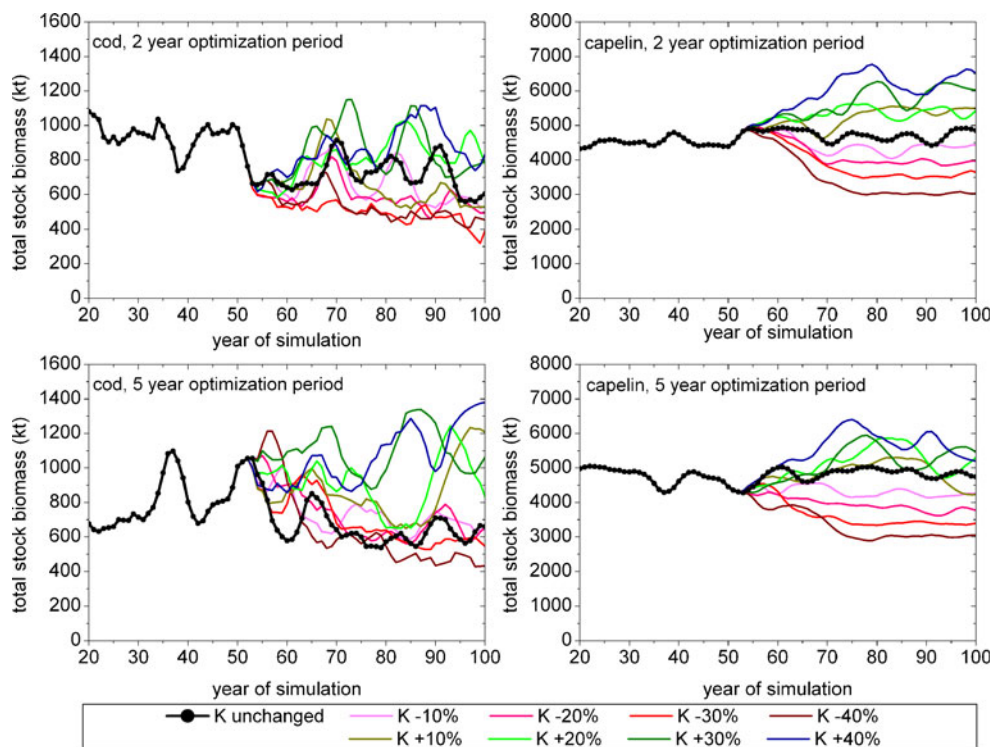 cod, 2 year optimization period
total stock biomass (kt)
1600
1400
1200
1000
800
600
400
200
0
20 30 40 50 60 70 80 90 100
year of simulation
capelin, 2 year optimization period
total stock biomass (kt)
8000
7000
6000
5000
4000
3000
2000
1000
0
20 30 40 50 60 70 80 90 100
year of simulation
cod, 5 year optimization period
total stock biomass (kt)
1600
1400
1200
1000
800
600
400
200
0
20 30 40 50 60 70 80 90 100
year of simulation
capelin, 5 year optimization period
total stock biomass (kt)
8000
7000
6000
5000
4000
3000
2000
1000
0
20 30 40 50 60 70 80 90 100
year of simulation
K unchanged K -10% K -20% K -30% K -40%
K +10% K +20% K +30% K +40%